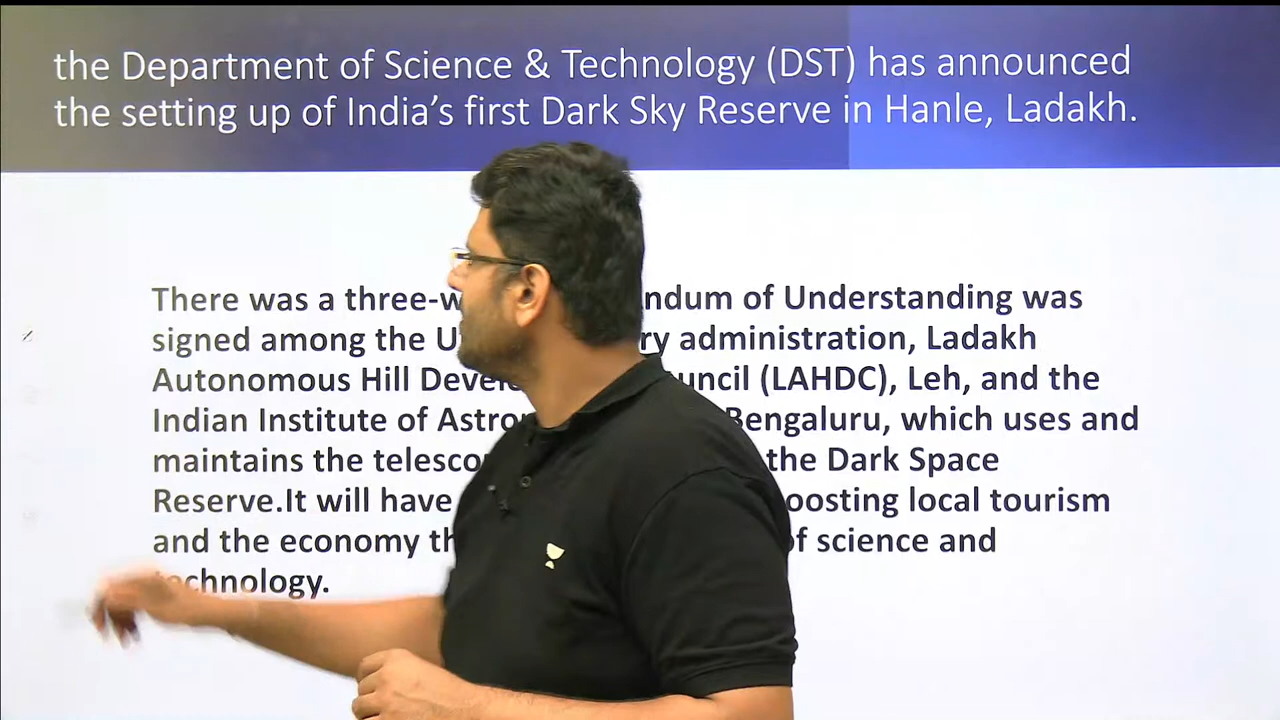 the Department of Science & Technology (DST) has announced
the setting up of India's first Dark Sky Reserve in Hanle, Ladakh.
There was a three-w ndum of Understanding was
signed among the U ry administration, Ladakh
Autonomous Hill Deve uncil (LAHDC), Leh, and the
Indian Institute of Astro Bengaluru, which uses and
maintains the telesco the Dark Space
Reserve.It will have oosting local tourism
and the economy th of science and
technology.